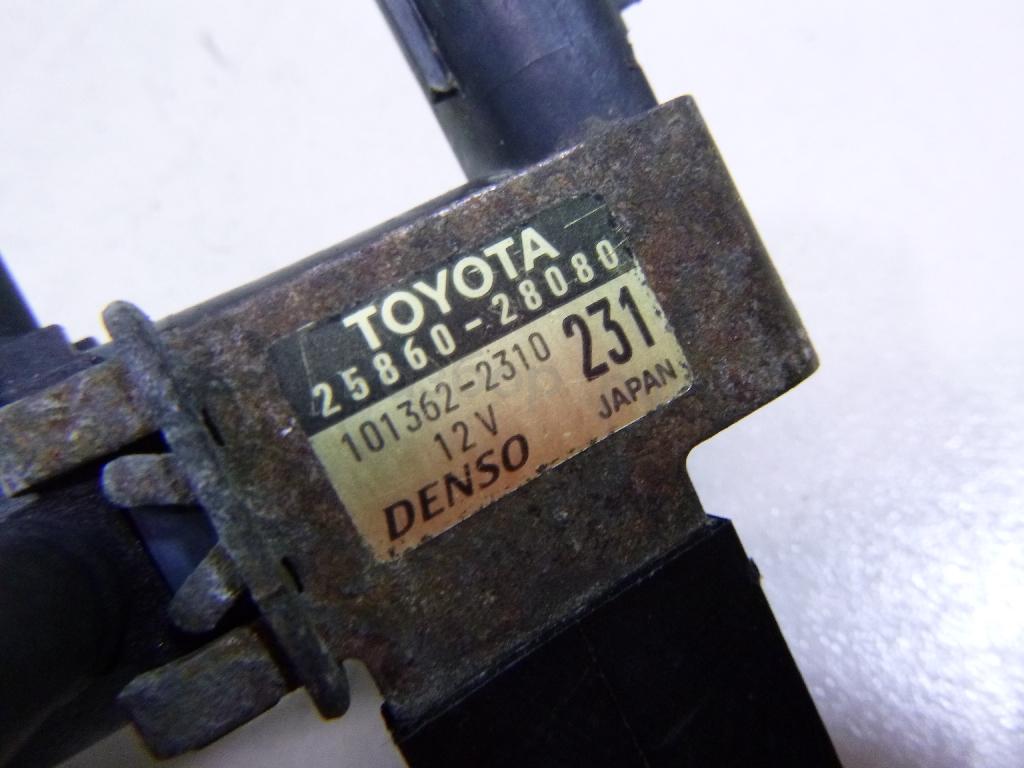 TOYOTA
25860-28080
101362-2310 231
12V JAPAN
DENSO